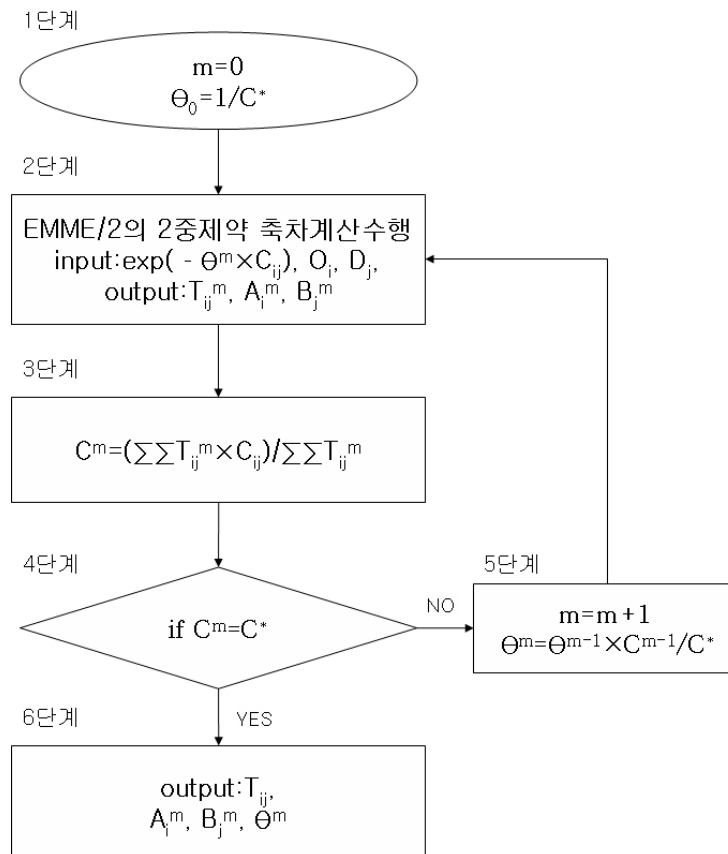 1단계
m=0
Θ₀=1/C*
2단계
EMME/2의 2중제약 축차계산수행
input:exp( - Θᵐ×Cᵢⱼ), Oᵢ, Dⱼ,
output:Tᵢⱼᵐ, Aᵢᵐ, Bⱼᵐ
3단계
Cᵐ=(∑∑Tᵢⱼᵐ×Cᵢⱼ)/∑∑Tᵢⱼᵐ
4단계
if Cᵐ=C*
NO
5단계
m=m+1
Θᵐ=Θᵐ⁻¹×Cᵐ⁻¹/C*
YES
6단계
output:Tᵢⱼ,
Aᵢᵐ, Bⱼᵐ, Θᵐ